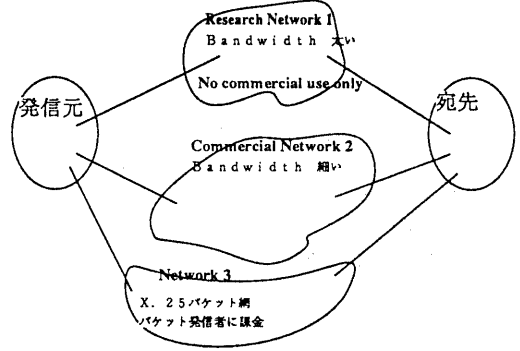 Research Network 1
Bandwidth 太い
No commercial use only
発信元
宛先
Commercial Network 2
Bandwidth 細い
Network 3
X．25パケット網
パケット発信者に課金